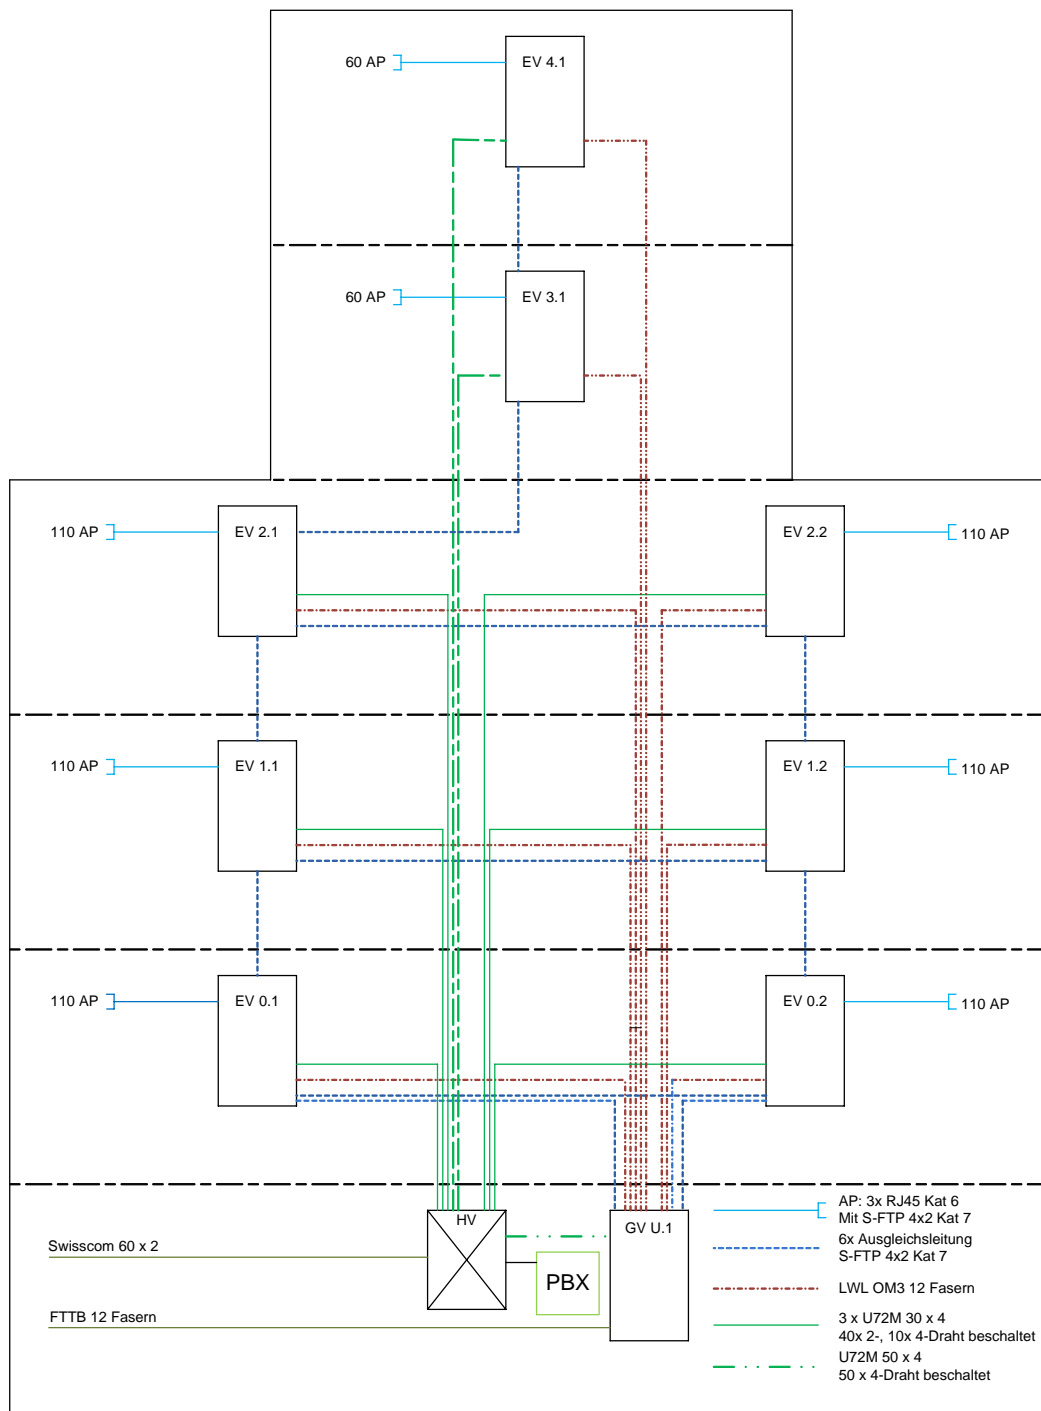 60 AP
EV 4.1
60 AP
EV 3.1
110 AP
EV 2.1
EV 2.2
110 AP
110 AP
EV 1.1
EV 1.2
110 AP
110 AP
EV 0.1
EV 0.2
110 AP
HV
GV U.1
Swisscom 60 x 2
PBX
FTTB 12 Fasern
AP: 3x RJ45 Kat 6
Mit S-FTP 4x2 Kat 7
6x Ausgleichsleitung
S-FTP 4x2 Kat 7
LWL OM3 12 Fasern
3 x U72M 30 x 4
40x 2-, 10x 4-Draht beschaltet
U72M 50 x 4
50 x 4-Draht beschaltet